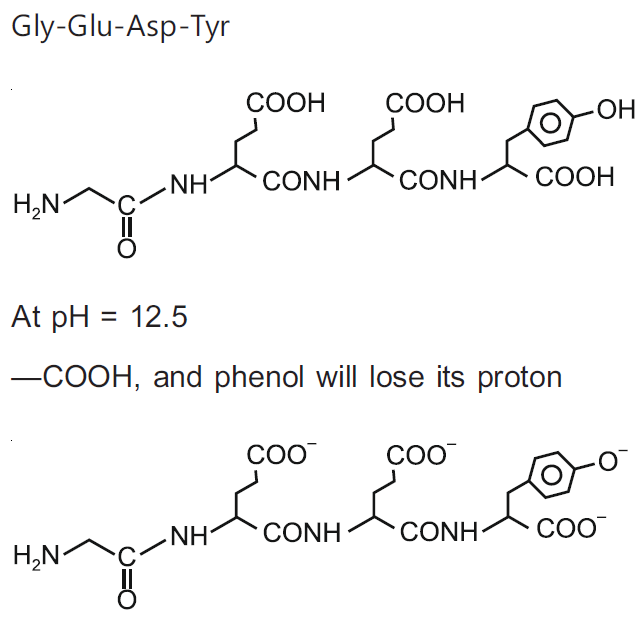 Gly-Glu-Asp-Tyr
COOH COOH OH
NH CONH CONH COOH
H₂N C
O
At pH = 12.5
—COOH, and phenol will lose its proton
COO⁻ COO⁻ O⁻
NH CONH CONH COO⁻
H₂N C
O